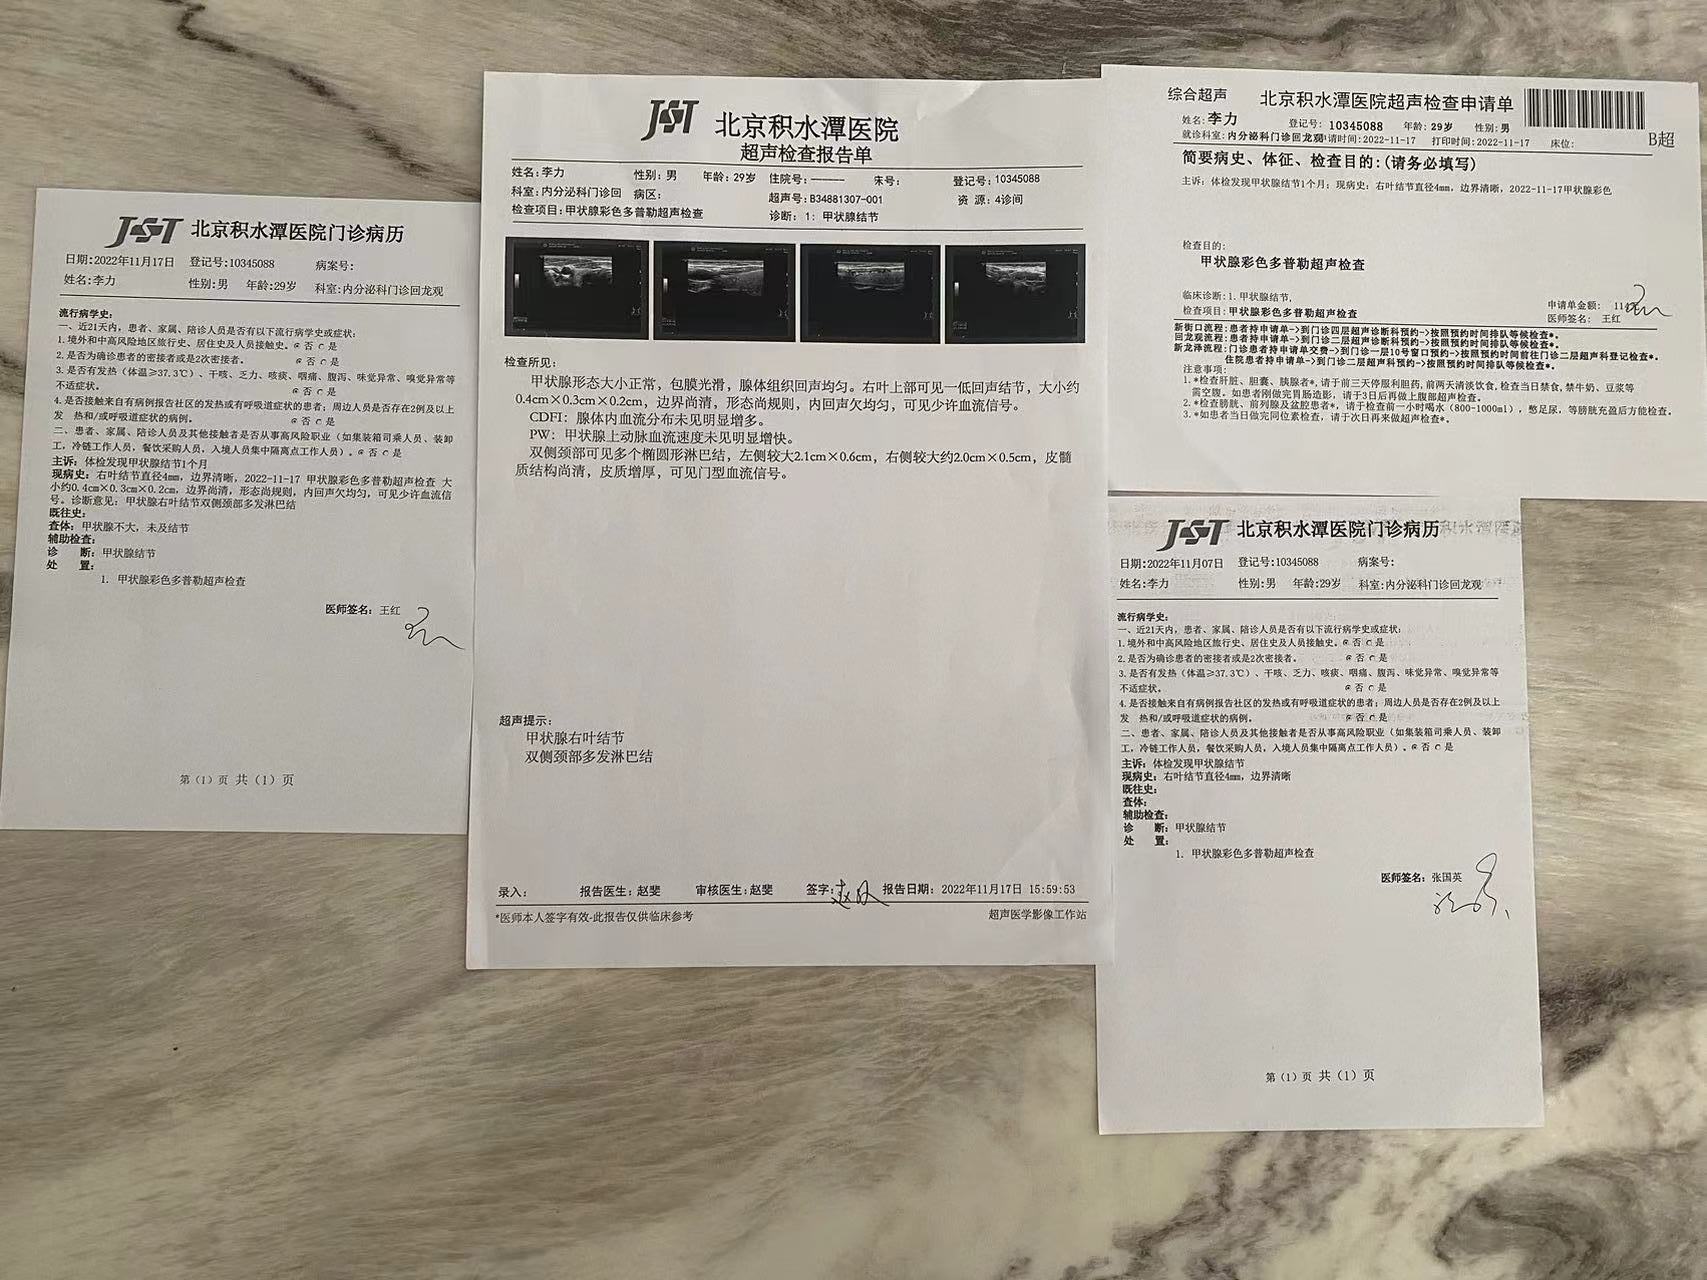 JST 北京积水潭医院门诊病历
日期:2022年11月17日 登记号:10345088 病案号:
姓名:李力 性别:男 年龄:29岁 科室:内分泌科门诊回龙观
流行病学史:
一、近21天内，患者、家属、陪诊人员是否有以下流行病学史或症状:
1.境外和中高风险地区旅行史、居住史及人员接触史。 否 是
2.是否为确诊患者的密接者或是2次密接者。 否 是
3.是否有发热（体温≥37.3℃）、干咳、乏力、咳痰、咽痛、腹泻、味觉异常、嗅觉异常等
不适症状。 否 是
4.是否接触来自有病例报告社区的发热或有呼吸道症状的患者；周边人员是否存在2例及以上
发 热和/或呼吸道症状的病例。 否 是
二、患者、家属、陪诊人员及其他接触者是否从事高风险职业（如集装箱司乘人员、装卸
工，冷链工作人员，餐饮采购人员，入境人员集中隔离点工作人员）。 否 是
主诉: 体检发现甲状腺结节1个月
现病史: 右叶结节直径4mm，边界清晰，2022-11-17 甲状腺彩色多普勒超声检查 大
小约0.4cm×0.3cm×0.2cm，边界尚清，形态尚规则，内回声欠均匀，可见少许血流信
号。诊断意见：甲状腺右叶结节双侧颈部多发淋巴结
既往史:
查体: 甲状腺不大，未及结节
辅助检查:
诊 断: 甲状腺结节
处 置:
1. 甲状腺彩色多普勒超声检查
医师签名: 王红
第（1）页 共（1）页
JST 北京积水潭医院
超声检查报告单
姓名:李力 性别: 男 年龄:29岁 住院号:——— 床号: 登记号:10345088
科室:内分泌科门诊回 病区: 超声号:B34881307-001 资 源: 4诊间
检查项目:甲状腺彩色多普勒超声检查 诊断: 1: 甲状腺结节
检查所见:
甲状腺形态大小正常，包膜光滑，腺体组织回声均匀。右叶上部可见一低回声结节，大小约
0.4cm×0.3cm×0.2cm，边界尚清，形态尚规则，内回声欠均匀，可见少许血流信号。
CDFI: 腺体内血流分布未见明显增多。
PW: 甲状腺上动脉血流速度未见明显增快。
双侧颈部可见多个椭圆形淋巴结，左侧较大2.1cm×0.6cm，右侧较大约2.0cm×0.5cm，皮髓
质结构尚清，皮质增厚，可见门型血流信号。
超声提示:
甲状腺右叶结节
双侧颈部多发淋巴结
录入: 报告医生: 赵斐 审核医生: 赵斐 签字: 报告日期: 2022年11月17日 15:59:53
*医师本人签字有效-此报告仅供临床参考 超声医学影像工作站
综合超声 北京积水潭医院超声检查申请单
姓名:李力 登记号: 10345088 年龄: 29岁 性别:男
就诊科室:内分泌科门诊回龙观申请时间:2022-11-17 打印时间:2022-11-17 床位: B超
简要病史、体征、检查目的:(请务必填写)
主诉: 体检发现甲状腺结节1个月; 现病史: 右叶结节直径4mm，边界清晰，2022-11-17甲状腺彩色
检查目的:
甲状腺彩色多普勒超声检查
临床诊断: 1. 甲状腺结节, 申请单金额:
检查项目: 甲状腺彩色多普勒超声检查 医师签名: 王红
新街口流程: 患者持申请单->到门诊四层超声诊断科预约->按照预约时间排队等候检查*。
回龙观流程: 患者持申请单->到门诊二层超声诊断科预约->按照预约时间排队等候检查*。
新龙泽流程: 门诊患者持申请单交费->到门诊一层10号窗口预约->按照预约时间前往门诊二层超声科登记检查*。
住院患者持申请单->到门诊二层超声科预约->按照预约时间排队等候检查*。
注意事项:
1.*检查肝脏、胆囊、胰腺者*,请于前三天停服利胆药,前两天清淡饮食,检查当日禁食,禁牛奶、豆浆等
需空腹。如患者刚做完胃肠造影，请于3日后再做上腹部超声检查。
2.*检查膀胱、前列腺及盆腔患者*，请于检查前一小时喝水（800-1000ml），憋足尿，等膀胱充盈后方能检查。
3.*如患者当日做完同位素检查，请于次日再来做超声检查*。
JST 北京积水潭医院门诊病历
日期:2022年11月07日 登记号:10345088 病案号:
姓名:李力 性别:男 年龄:29岁 科室:内分泌科门诊回龙观
流行病学史:
一、近21天内，患者、家属、陪诊人员是否有以下流行病学史或症状:
1.境外和中高风险地区旅行史、居住史及人员接触史。 否 是
2.是否为确诊患者的密接者或是2次密接者。 否 是
3.是否有发热（体温≥37.3℃）、干咳、乏力、咳痰、咽痛、腹泻、味觉异常、嗅觉异常等
不适症状。 否 是
4.是否接触来自有病例报告社区的发热或有呼吸道症状的患者；周边人员是否存在2例及以上
发 热和/或呼吸道症状的病例。 否 是
二、患者、家属、陪诊人员及其他接触者是否从事高风险职业（如集装箱司乘人员、装卸
工，冷链工作人员，餐饮采购人员，入境人员集中隔离点工作人员）。 否 是
主诉: 体检发现甲状腺结节
现病史: 右叶结节直径4mm，边界清晰
既往史:
查体:
辅助检查:
诊 断: 甲状腺结节
处 置:
1. 甲状腺彩色多普勒超声检查
医师签名: 张国英
第（1）页 共（1）页